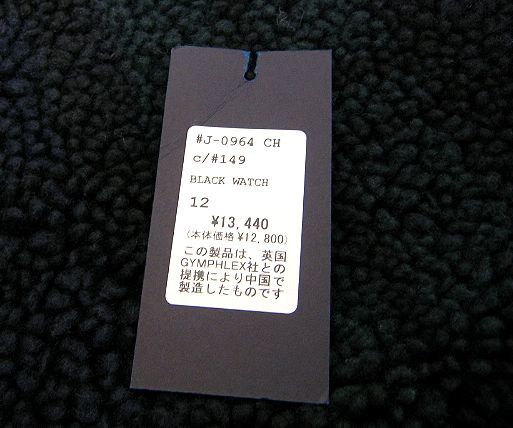 #J-0964 CH
c/#149
BLACK WATCH
12
¥13,440
(本体価格¥12,800)
この製品は、英国
GYMPHLEX社との
提携により中国で
製造したものです